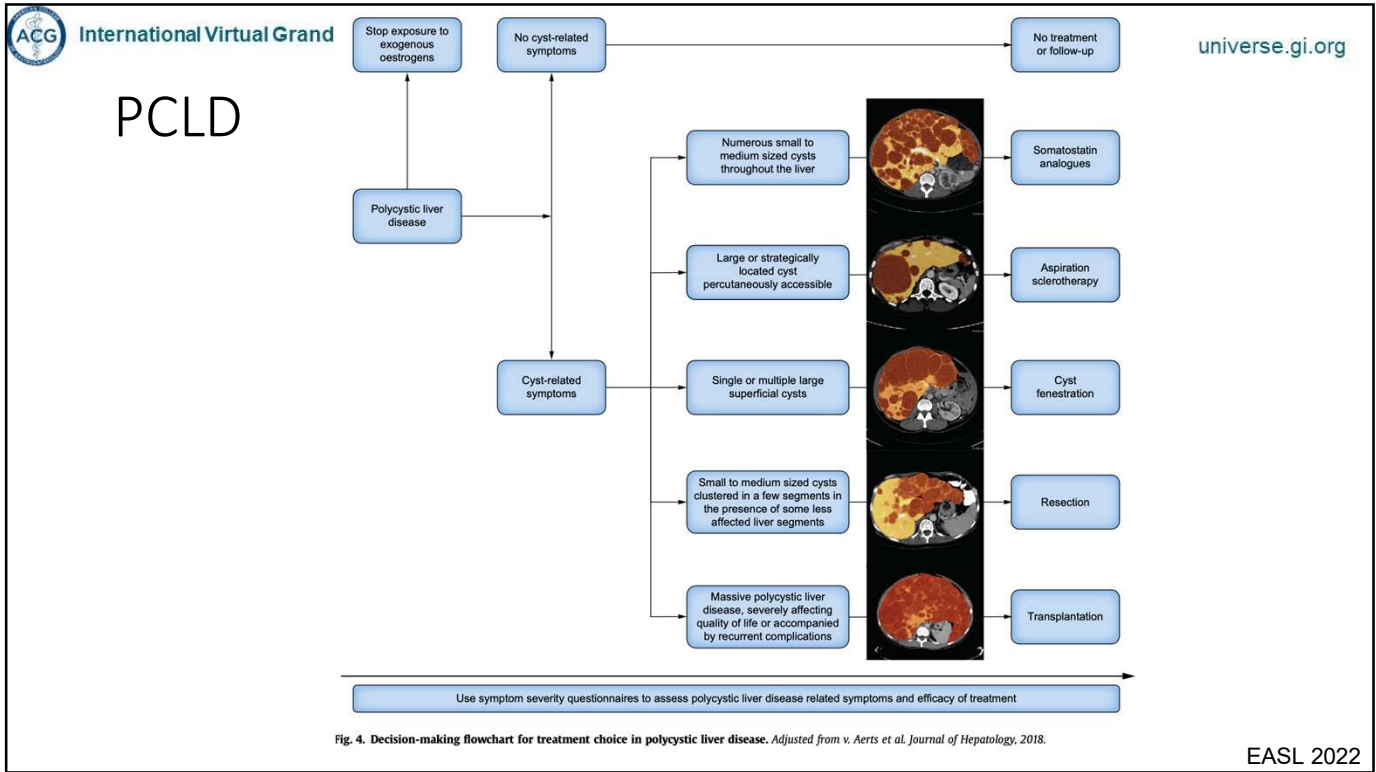 ACG
International Virtual Grand
universe.gi.org
PCLD
Stop exposure to
exogenous
oestrogens
No cyst-related
symptoms
No treatment
or follow-up
Polycystic liver
disease
Cyst-related
symptoms
Numerous small to
medium sized cysts
throughout the liver
Somatostatin
analogues
Large or strategically
located cyst
percutaneously accessible
Aspiration
sclerotherapy
Single or multiple large
superficial cysts
Cyst
fenestration
Small to medium sized cysts
clustered in a few segments in
the presence of some less
affected liver segments
Resection
Massive polycystic liver
disease, severely affecting
quality of life or accompanied
by recurrent complications
Transplantation
Use symptom severity questionnaires to assess polycystic liver disease related symptoms and efficacy of treatment
Fig. 4. Decision-making flowchart for treatment choice in polycystic liver disease. Adjusted from v. Aerts et al. Journal of Hepatology, 2018.
EASL 2022